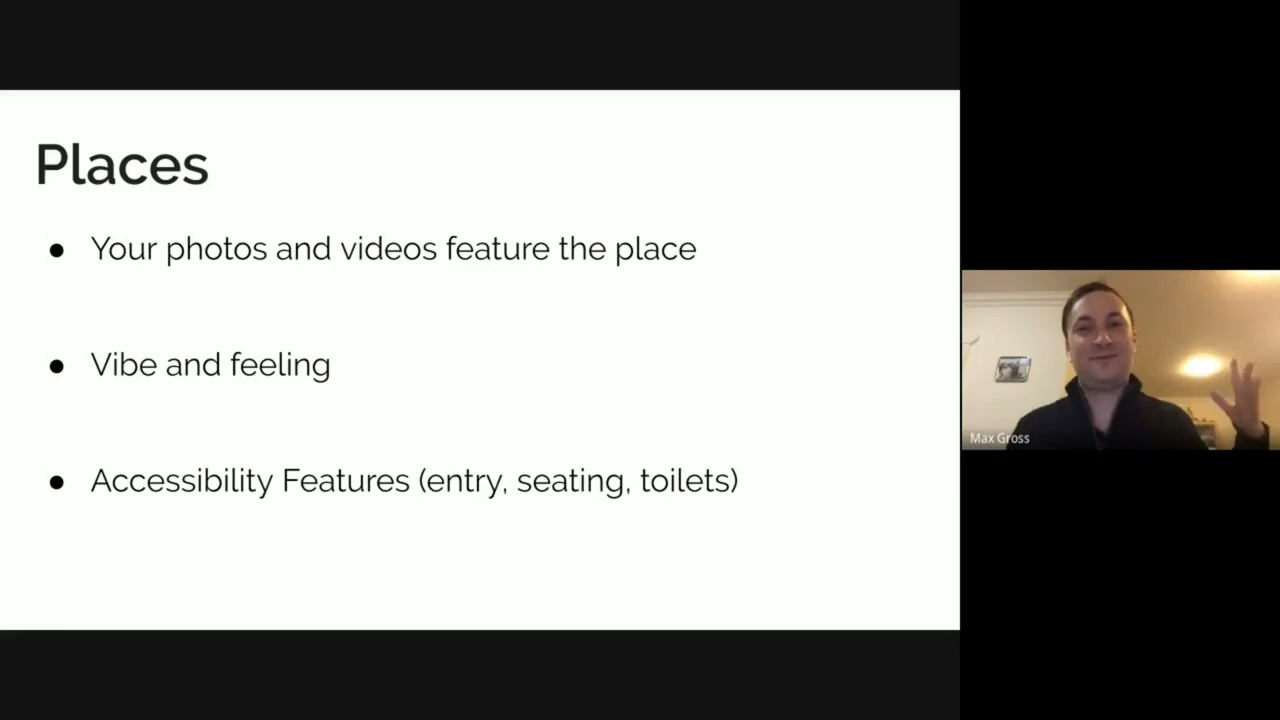 Places
● Your photos and videos feature the place
● Vibe and feeling
● Accessibility Features (entry, seating, toilets)
Max Gross